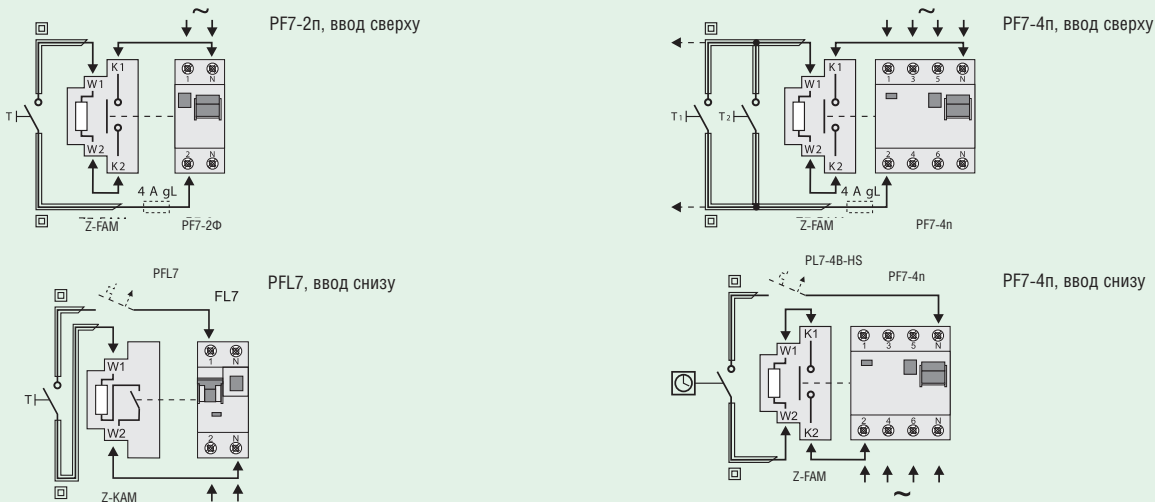 PF7-2п, ввод сверху
~
K1
W1
1 N
T
W2
K2
2 N
4 A gL
Z-FAM
PF7-2Ф
PF7-4п, ввод сверху
~
K1
W1
1 3 5 N
T1
T2
W2
K2
2 4 6 N
4 A gL
Z-FAM
PF7-4п
PFL7, ввод снизу
PFL7
FL7
W1
1 N
T
W2
2 N
Z-KAM
PF7-4п, ввод снизу
PL7-4B-HS
PF7-4п
K1
W1
1 3 5 N
W2
K2
2 4 6 N
Z-FAM
~